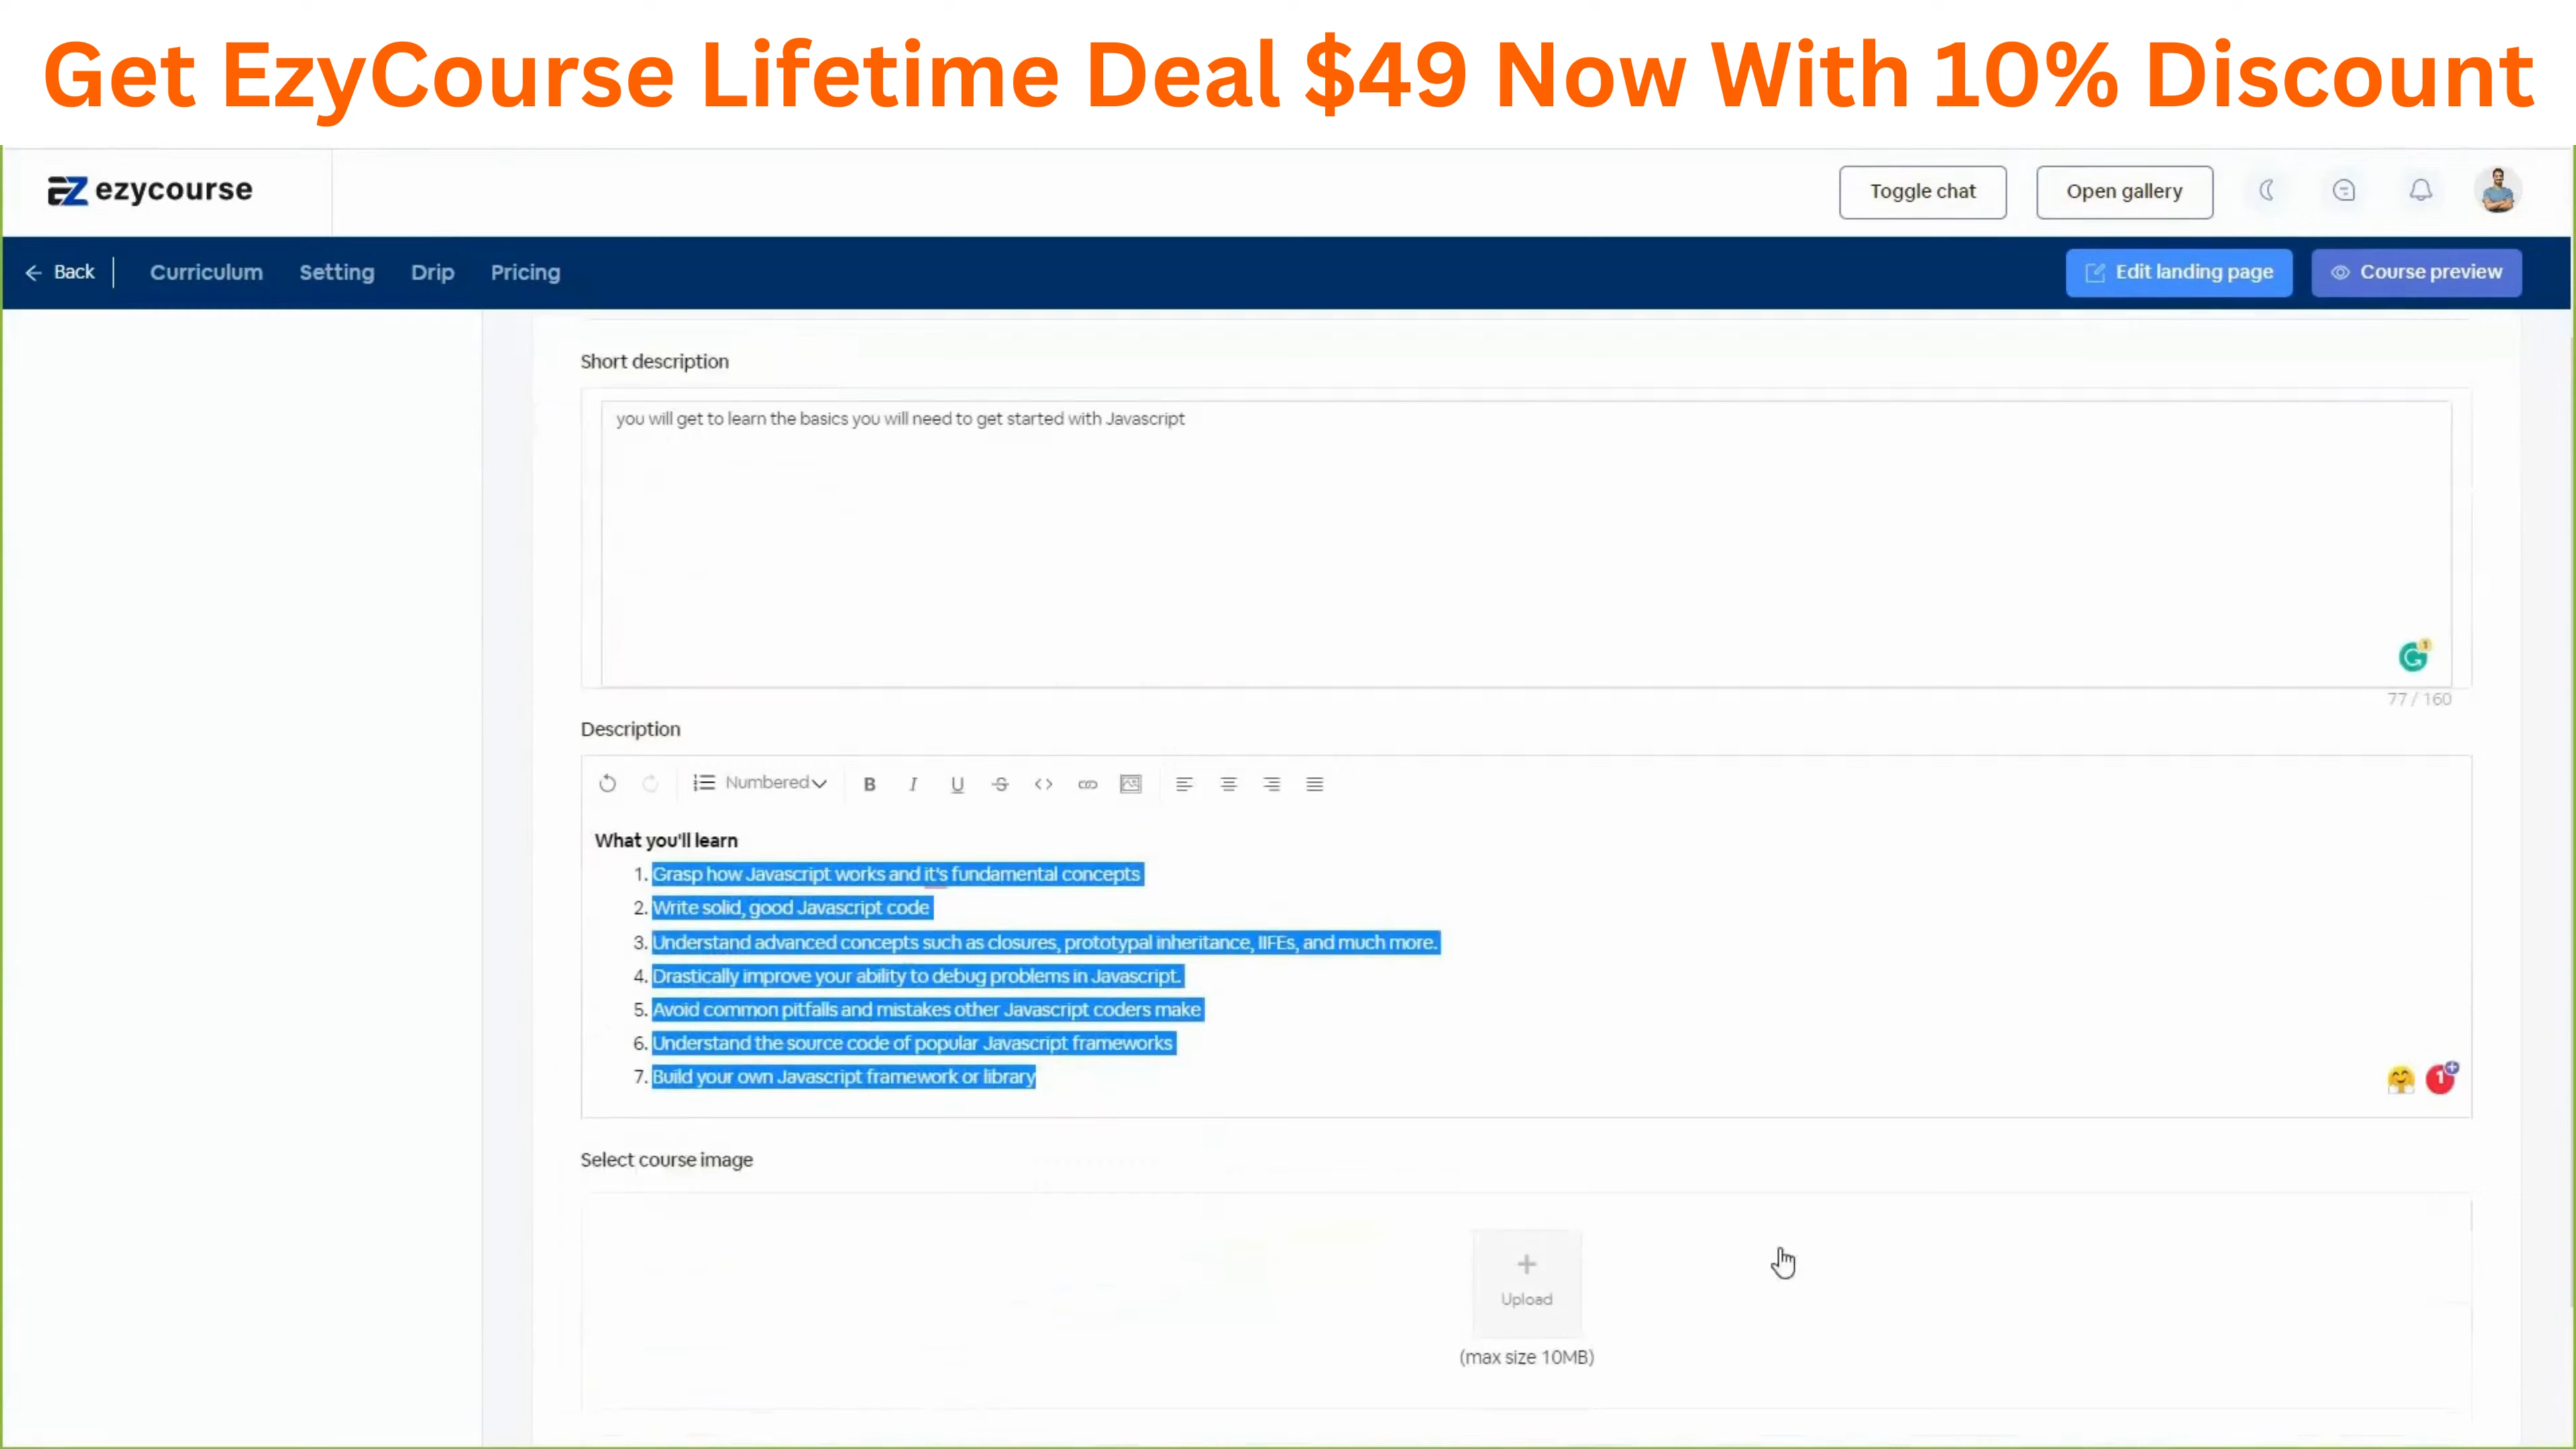 Get EzyCourse Lifetime Deal $49 Now With 10% Discount
EZ ezycourse
Toggle chat
Open gallery
Back
Curriculum
Setting
Drip
Pricing
Edit landing page
Course preview
Short description
you will get to learn the basics you will need to get started with Javascript
77 / 160
Description
Numbered
B
I
U
S
What you'll learn
1. Grasp how Javascript works and it's fundamental concepts
2. Write solid, good Javascript code
3. Understand advanced concepts such as closures, prototypal inheritance, IIFEs, and much more.
4. Drastically improve your ability to debug problems in Javascript.
5. Avoid common pitfalls and mistakes other Javascript coders make
6. Understand the source code of popular Javascript frameworks
7. Build your own Javascript framework or library
1
Select course image
+
Upload
(max size 10MB)